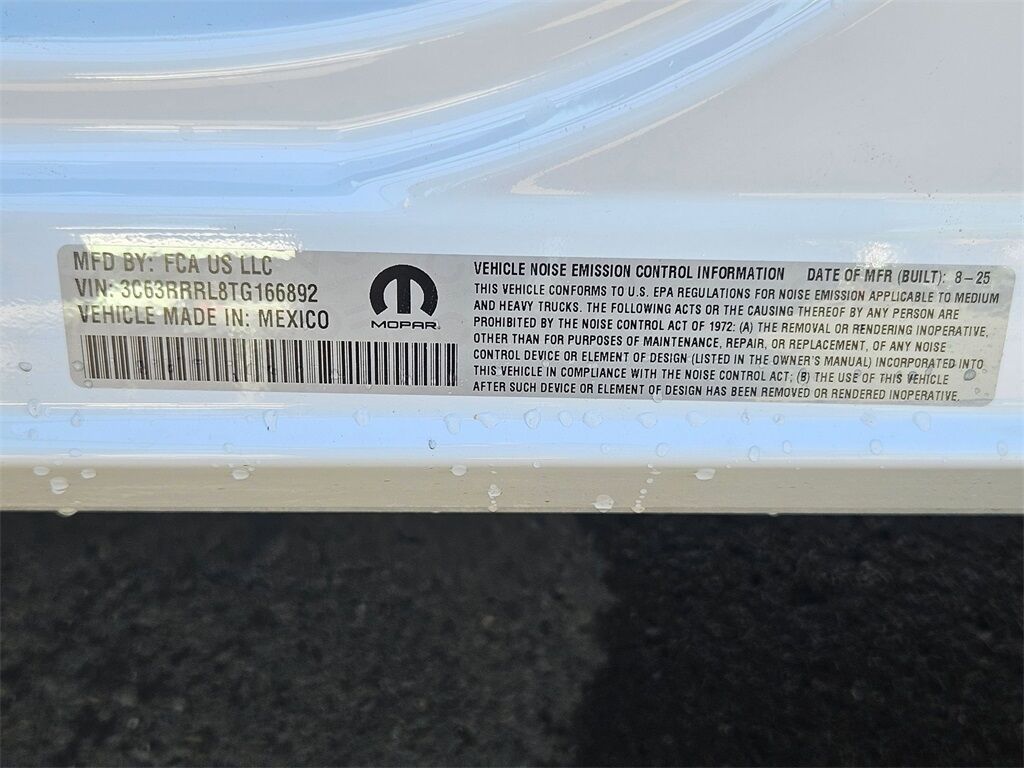 MFD BY: FCA US LLC
VIN: 3C63RRRL8TG166892
VEHICLE MADE IN: MEXICO
MOPAR
VEHICLE NOISE EMISSION CONTROL INFORMATION DATE OF MFR (BUILT): 8-25
THIS VEHICLE CONFORMS TO U.S. EPA REGULATIONS FOR NOISE EMISSION APPLICABLE TO MEDIUM
AND HEAVY TRUCKS. THE FOLLOWING ACTS OR THE CAUSING THEREOF BY ANY PERSON ARE
PROHIBITED BY THE NOISE CONTROL ACT OF 1972: (A) THE REMOVAL OR RENDERING INOPERATIVE,
OTHER THAN FOR PURPOSES OF MAINTENANCE, REPAIR, OR REPLACEMENT, OF ANY NOISE
CONTROL DEVICE OR ELEMENT OF DESIGN (LISTED IN THE OWNER'S MANUAL) INCORPORATED INTO
THIS VEHICLE IN COMPLIANCE WITH THE NOISE CONTROL ACT; (B) THE USE OF THIS VEHICLE
AFTER SUCH DEVICE OR ELEMENT OF DESIGN HAS BEEN REMOVED OR RENDERED INOPERATIVE.